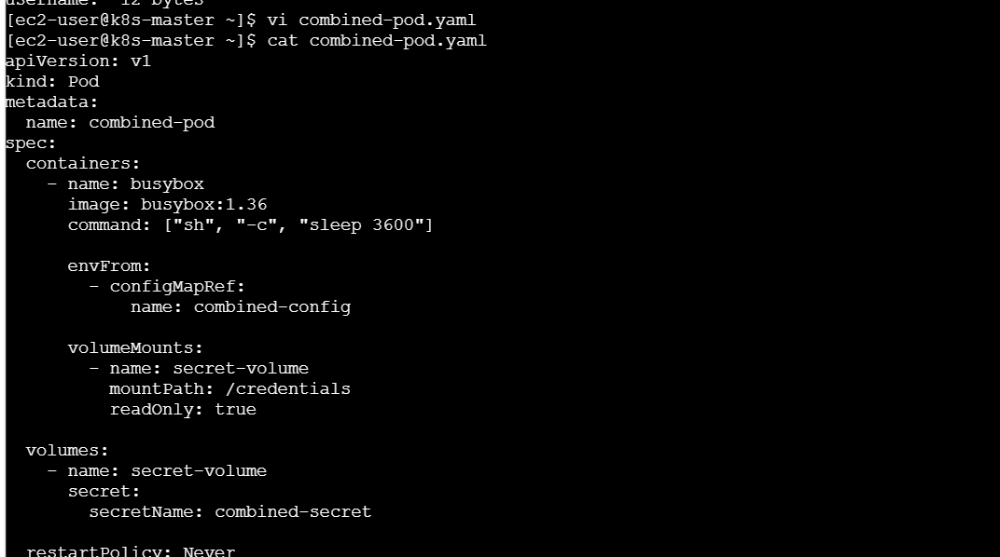 username: 12 bytes
[ec2-user@k8s-master ~]$ vi combined-pod.yaml
[ec2-user@k8s-master ~]$ cat combined-pod.yaml
apiVersion: v1
kind: Pod
metadata:
  name: combined-pod
spec:
  containers:
    - name: busybox
      image: busybox:1.36
      command: ["sh", "-c", "sleep 3600"]

      envFrom:
        - configMapRef:
            name: combined-config

      volumeMounts:
        - name: secret-volume
          mountPath: /credentials
          readOnly: true

  volumes:
    - name: secret-volume
      secret:
        secretName: combined-secret

  restartPolicy: Never